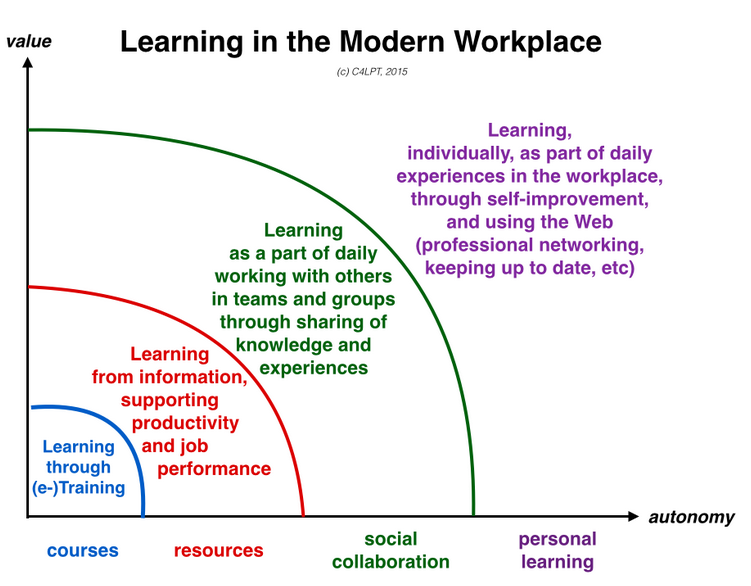 value
Learning in the Modern Workplace
(c) C4LPT, 2015
Learning,
individually, as part of daily
experiences in the workplace,
through self-improvement,
and using the Web
(professional networking,
keeping up to date, etc)
Learning
as a part of daily
working with others
in teams and groups
through sharing of
knowledge and
experiences
Learning
from information,
supporting
productivity
and job
performance
Learning
through
(e-)Training
autonomy
courses
resources
social
collaboration
personal
learning